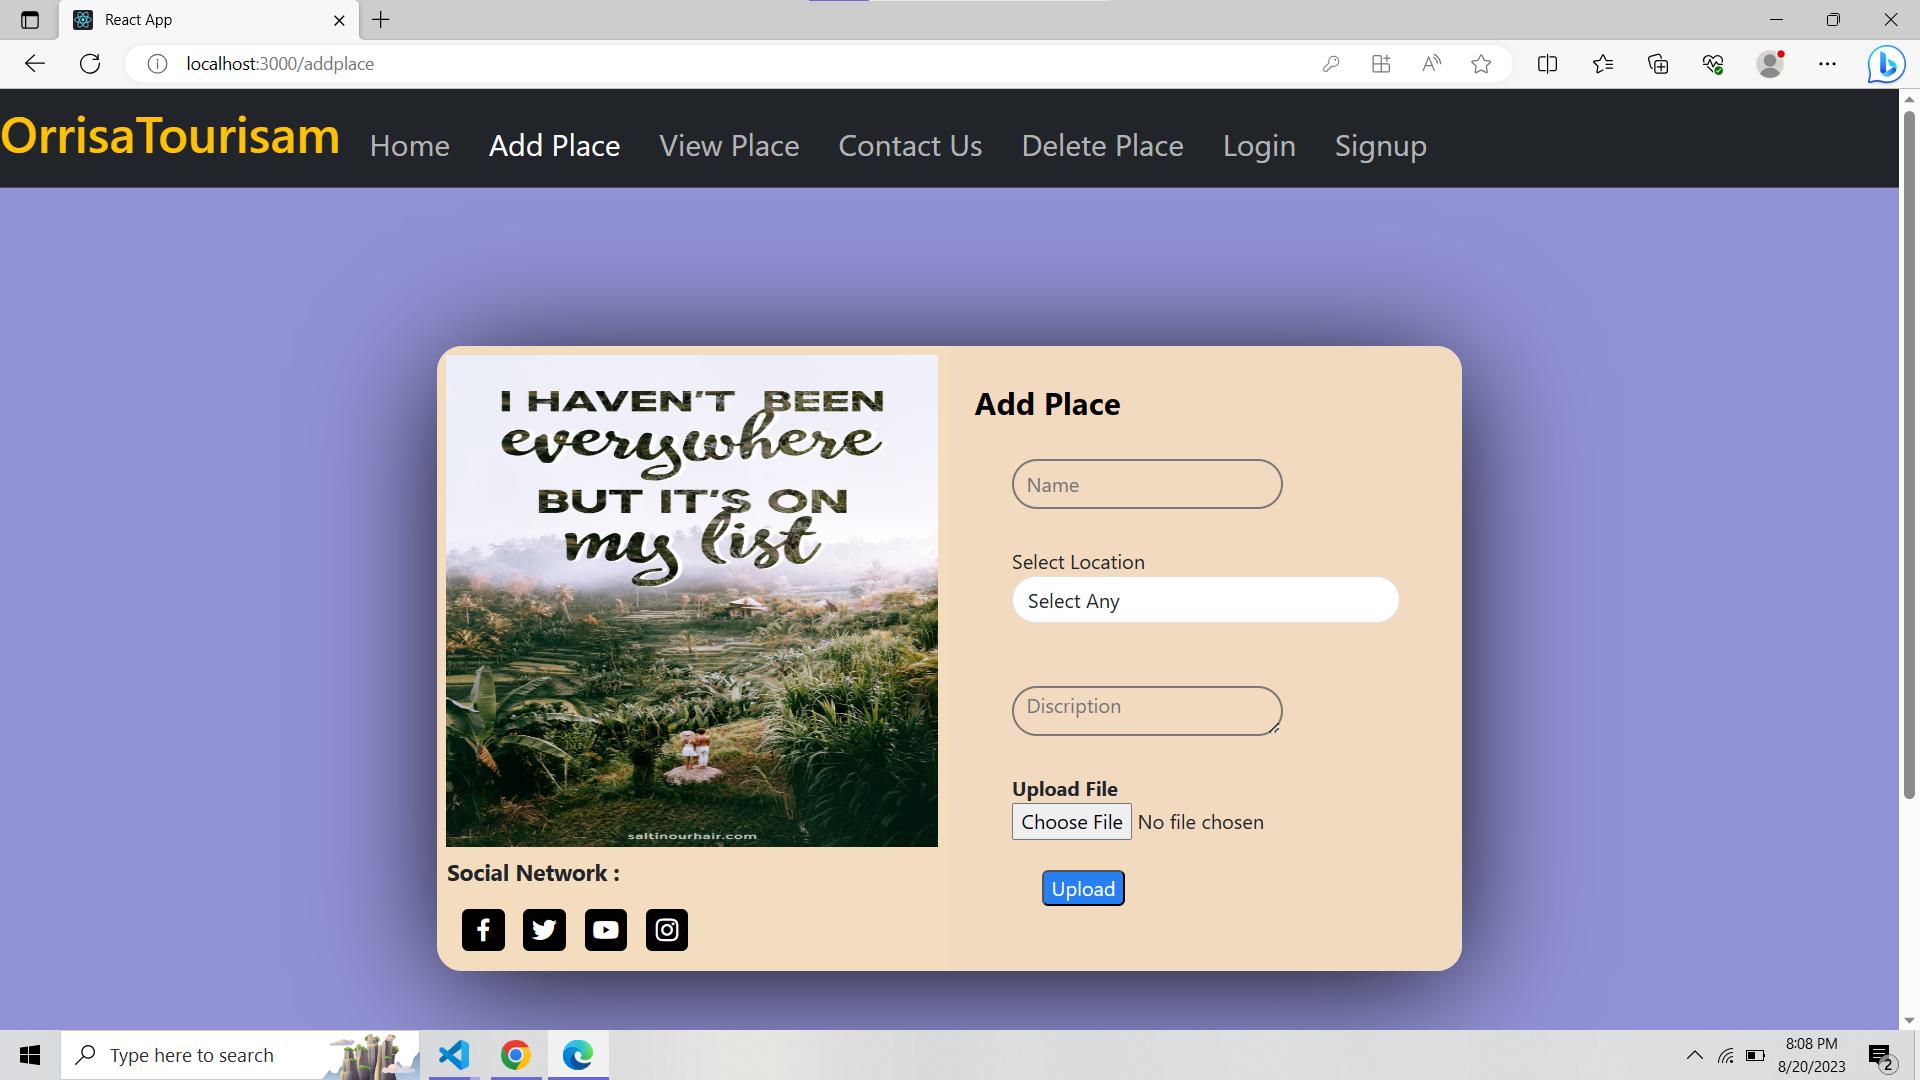 React App
localhost:3000/addplace
OrrisaTourisam
Home
Add Place
View Place
Contact Us
Delete Place
Login
Signup
I HAVEN'T BEEN
everywhere
BUT IT'S ON
my list
saltinourhair.com
Social Network :
Add Place
Name
Select Location
Select Any
Discription
Upload File
Choose File No file chosen
Upload
Type here to search
8:08 PM
8/20/2023
2